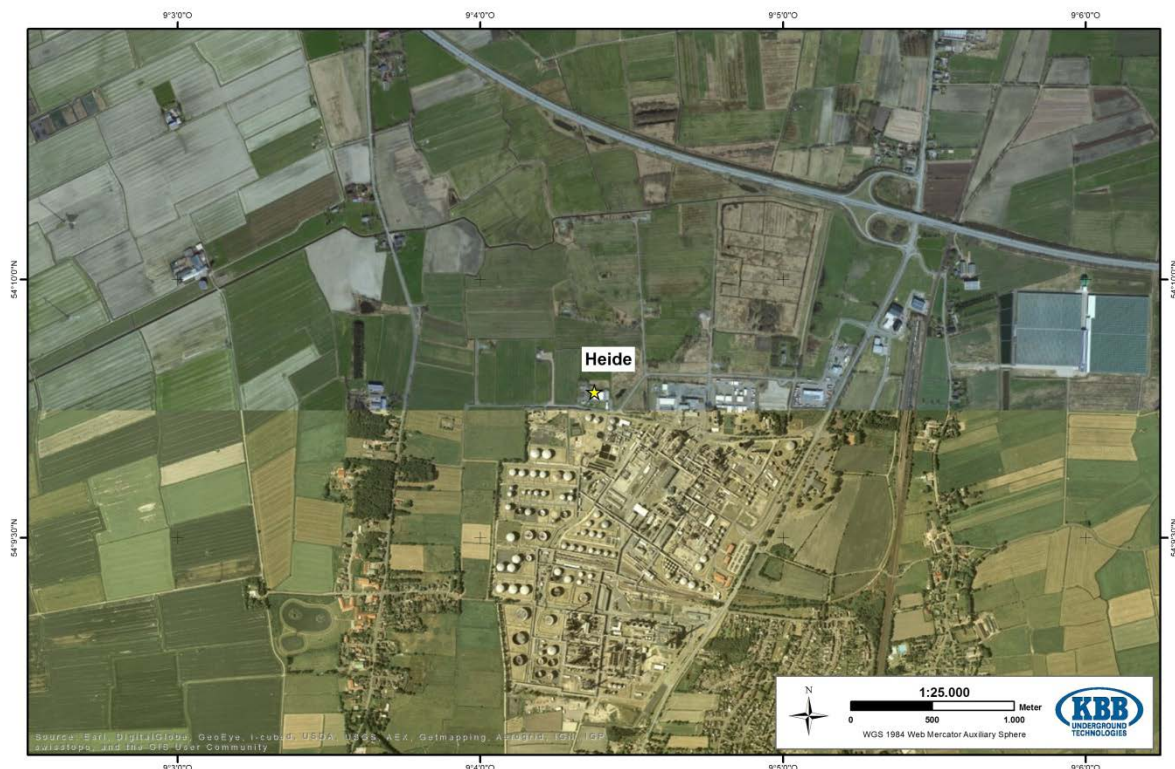 9°3'0"O 9°4'0"O 9°5'0"O 9°6'0"O
54°10'0"N 54°10'0"N
Heide
54°9'30"N 54°9'30"N
N
1:25.000
Meter
0 500 1.000
WGS 1984 Web Mercator Auxiliary Sphere
KBB
UNDERGROUND
TECHNOLOGIES
Source: Esri, DigitalGlobe, GeoEye, i-cubed, USDA, USGS, AEX, Getmapping, Aerogrid, IGN, IGP,
swisstopo, and the GIS User Community
9°3'0"O 9°4'0"O 9°5'0"O 9°6'0"O